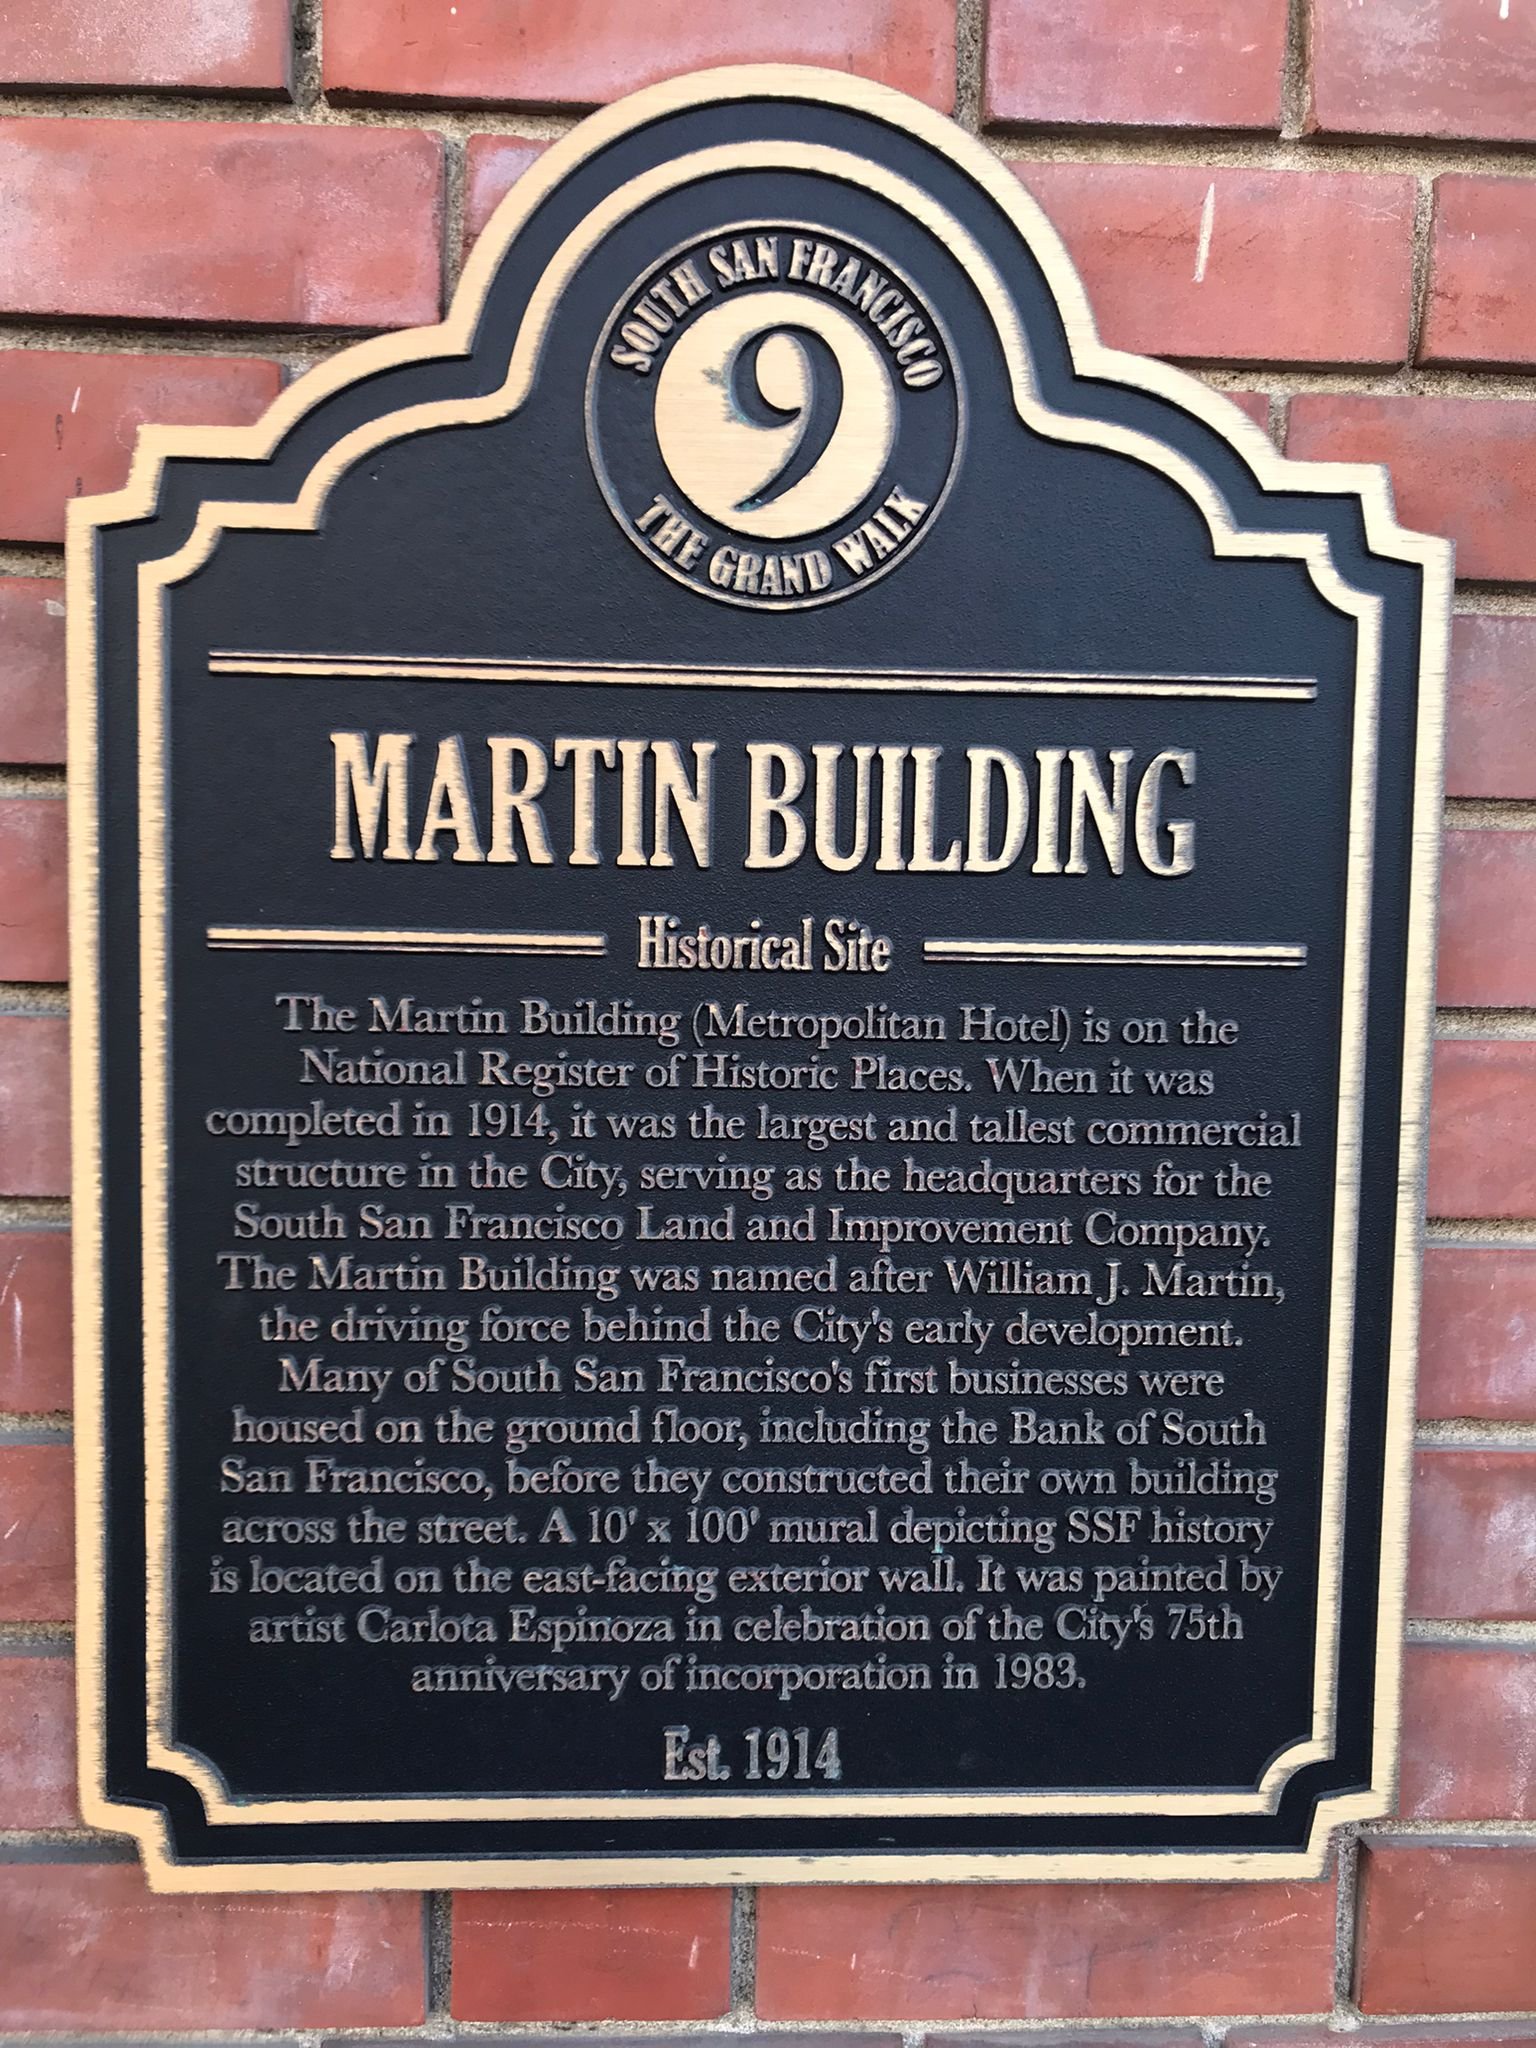 SOUTH SAN FRANCISCO
9
THE GRAND WALK
MARTIN BUILDING
Historical Site
The Martin Building (Metropolitan Hotel) is on the
National Register of Historic Places. When it was
completed in 1914, it was the largest and tallest commercial
structure in the City, serving as the headquarters for the
South San Francisco Land and Improvement Company.
The Martin Building was named after William J. Martin,
the driving force behind the City's early development.
Many of South San Francisco's first businesses were
housed on the ground floor, including the Bank of South
San Francisco, before they constructed their own building
across the street. A 10' x 100' mural depicting SSF history
is located on the east-facing exterior wall. It was painted by
artist Carlota Espinoza in celebration of the City's 75th
anniversary of incorporation in 1983.
Est. 1914